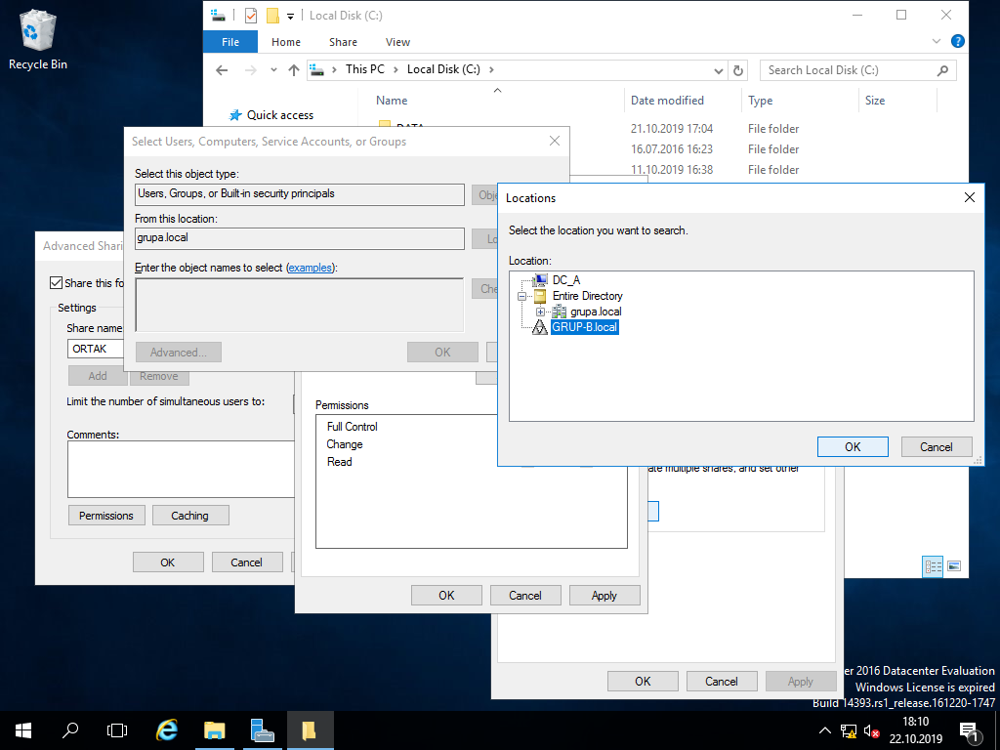 Recycle Bin
Local Disk (C:)
File Home Share View
This PC > Local Disk (C:) >
Search Local Disk (C:)
Name Date modified Type Size
Quick access
DATA
21.10.2019 17:04 File folder
16.07.2016 16:23 File folder
11.10.2019 16:38 File folder
Select Users, Computers, Service Accounts, or Groups
Select this object type:
Users, Groups, or Built-in security principals
Obje
From this location:
grupa.local
Lo
Enter the object names to select (examples):
Che
Advanced...
OK
Locations
Select the location you want to search.
Location:
DC_A
Entire Directory
grupa.local
GRUP-B.local
OK Cancel
Advanced Shari
Share this fo
Settings
Share name
ORTAK
Add Remove
Limit the number of simultaneous users to:
Comments:
Permissions Caching
OK Cancel
Permissions
Full Control
Change
Read
OK Cancel Apply
ate multiple shares, and set other
OK Cancel Apply
er 2016 Datacenter Evaluation
Windows License is expired
Build 14393.rs1_release.161220-1747
18:10
22.10.2019
1